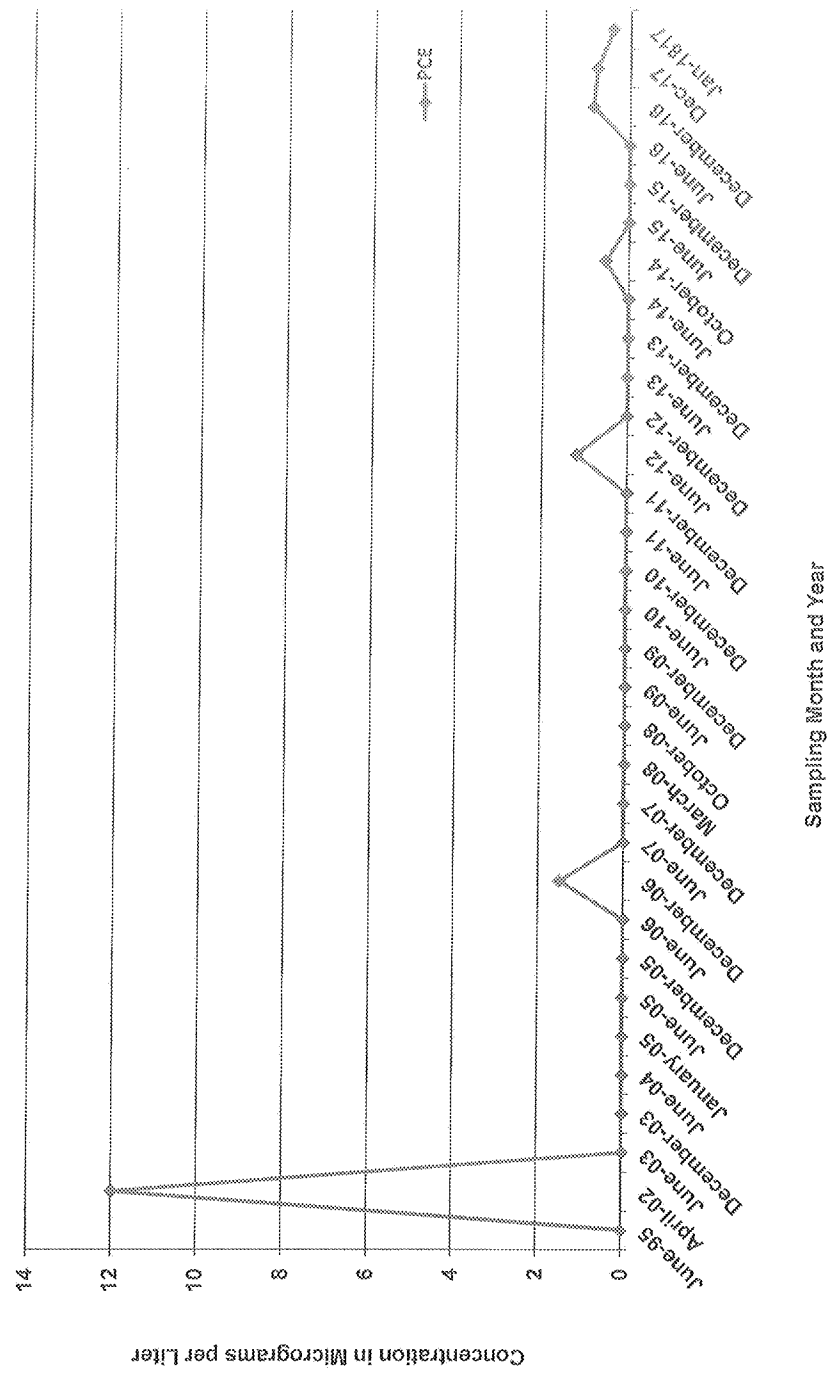 Concentration in Micrograms per Liter
14
12
10
8
6
4
2
0
PCE
June-95
April-02
June-03
December-03
June-04
January-05
June-05
December-05
June-06
December-06
June-07
December-07
March-08
October-08
June-09
December-09
June-10
December-10
June-11
December-11
June-12
December-12
June-13
December-13
June-14
October-14
June-15
December-15
June-16
December-16
Dec-17
Jan-1817
Sampling Month and Year